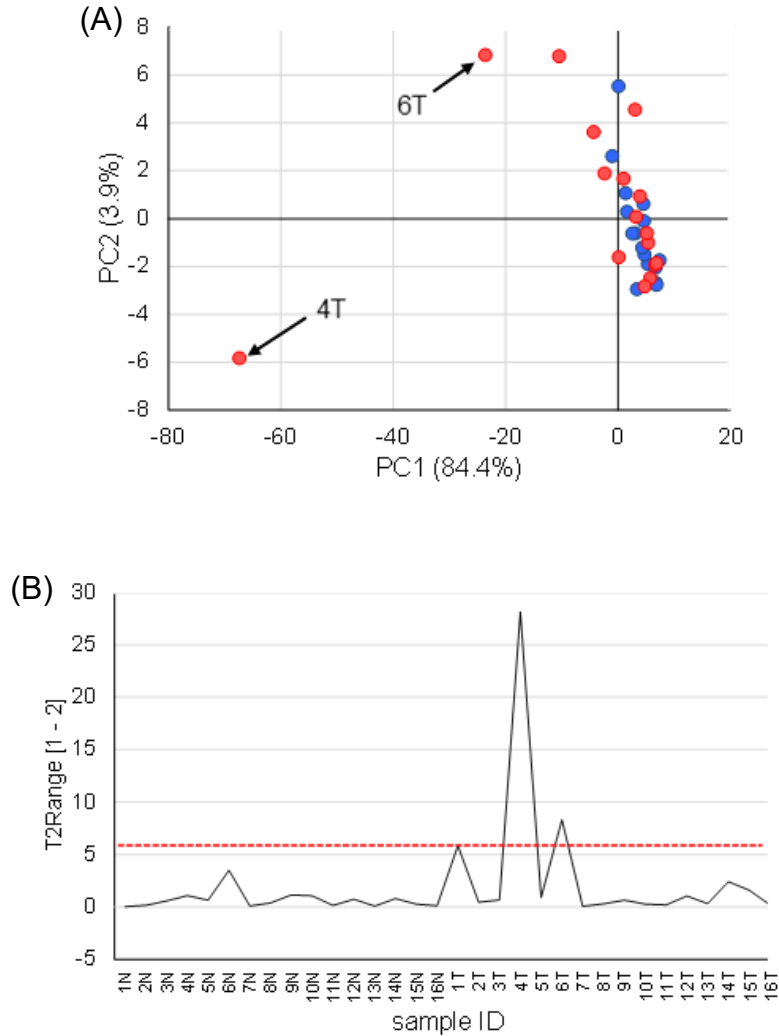 (A)
8
6
4
2
0
-2
-4
-6
-8
PC2 (3.9%)
6T
4T
-80 -60 -40 -20 0 20
PC1 (84.4%)
(B)
30
25
20
15
10
5
0
-5
T2Range [1 - 2]
1N 2N 3N 4N 5N 6N 7N 8N 9N 10N 11N 12N 13N 14N 15N 16N 1T 2T 3T 4T 5T 6T 7T 8T 9T 10T 11T 12T 13T 14T 15T 16T
sample ID